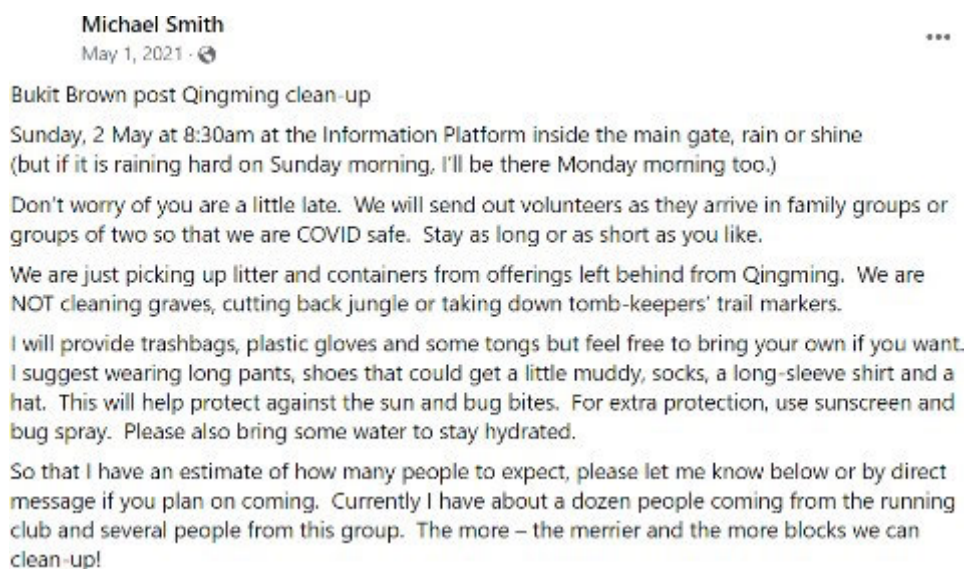 Michael Smith
May 1, 2021 ·
Bukit Brown post Qingming clean-up
Sunday, 2 May at 8:30am at the Information Platform inside the main gate, rain or shine
(but if it is raining hard on Sunday morning, I'll be there Monday morning too.)
Don't worry of you are a little late. We will send out volunteers as they arrive in family groups or
groups of two so that we are COVID safe. Stay as long or as short as you like.
We are just picking up litter and containers from offerings left behind from Qingming. We are
NOT cleaning graves, cutting back jungle or taking down tomb-keepers' trail markers.
I will provide trashbags, plastic gloves and some tongs but feel free to bring your own if you want.
I suggest wearing long pants, shoes that could get a little muddy, socks, a long-sleeve shirt and a
hat. This will help protect against the sun and bug bites. For extra protection, use sunscreen and
bug spray. Please also bring some water to stay hydrated.
So that I have an estimate of how many people to expect, please let me know below or by direct
message if you plan on coming. Currently I have about a dozen people coming from the running
club and several people from this group. The more – the merrier and the more blocks we can
clean-up!